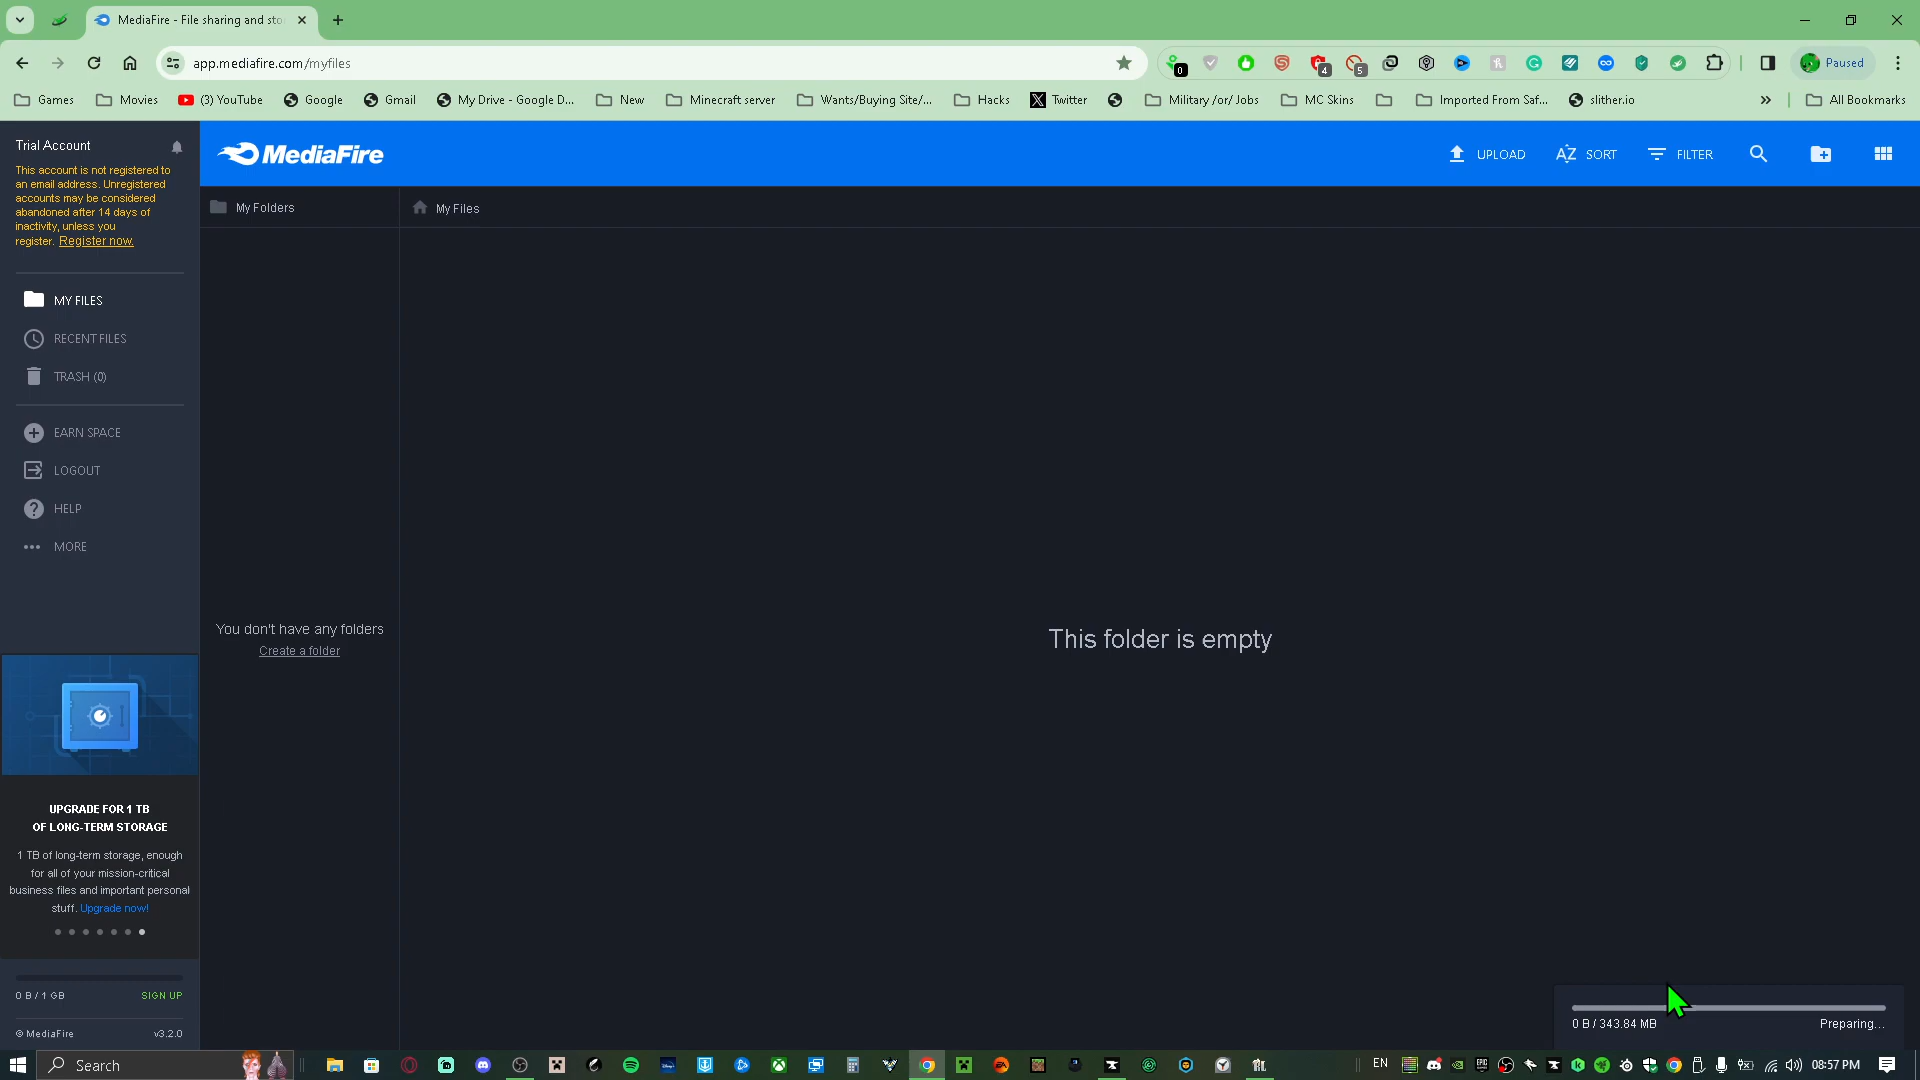 MediaFire - File sharing and sto
app.mediafire.com/myfiles
0
4
5
Paused
Games
Movies
(3) YouTube
Google
Gmail
My Drive - Google D...
New
Minecraft server
Wants/Buying Site/...
Hacks
Twitter
Military /or/ Jobs
MC Skins
Imported From Saf...
slither.io
All Bookmarks
Trial Account
This account is not registered to
an email address. Unregistered
accounts may be considered
abandoned after 14 days of
inactivity, unless you
register. Register now.
MediaFire
UPLOAD
SORT
FILTER
My Folders
My Files
MY FILES
RECENT FILES
TRASH (0)
EARN SPACE
LOGOUT
HELP
MORE
You don't have any folders
Create a folder
This folder is empty
UPGRADE FOR 1 TB
OF LONG-TERM STORAGE
1 TB of long-term storage, enough
for all of your mission-critical
business files and important personal
stuff. Upgrade now!
0 B / 1 GB
SIGN UP
© MediaFire
v3.2.0
0 B / 343.84 MB
Preparing...
Search
EN
08:57 PM